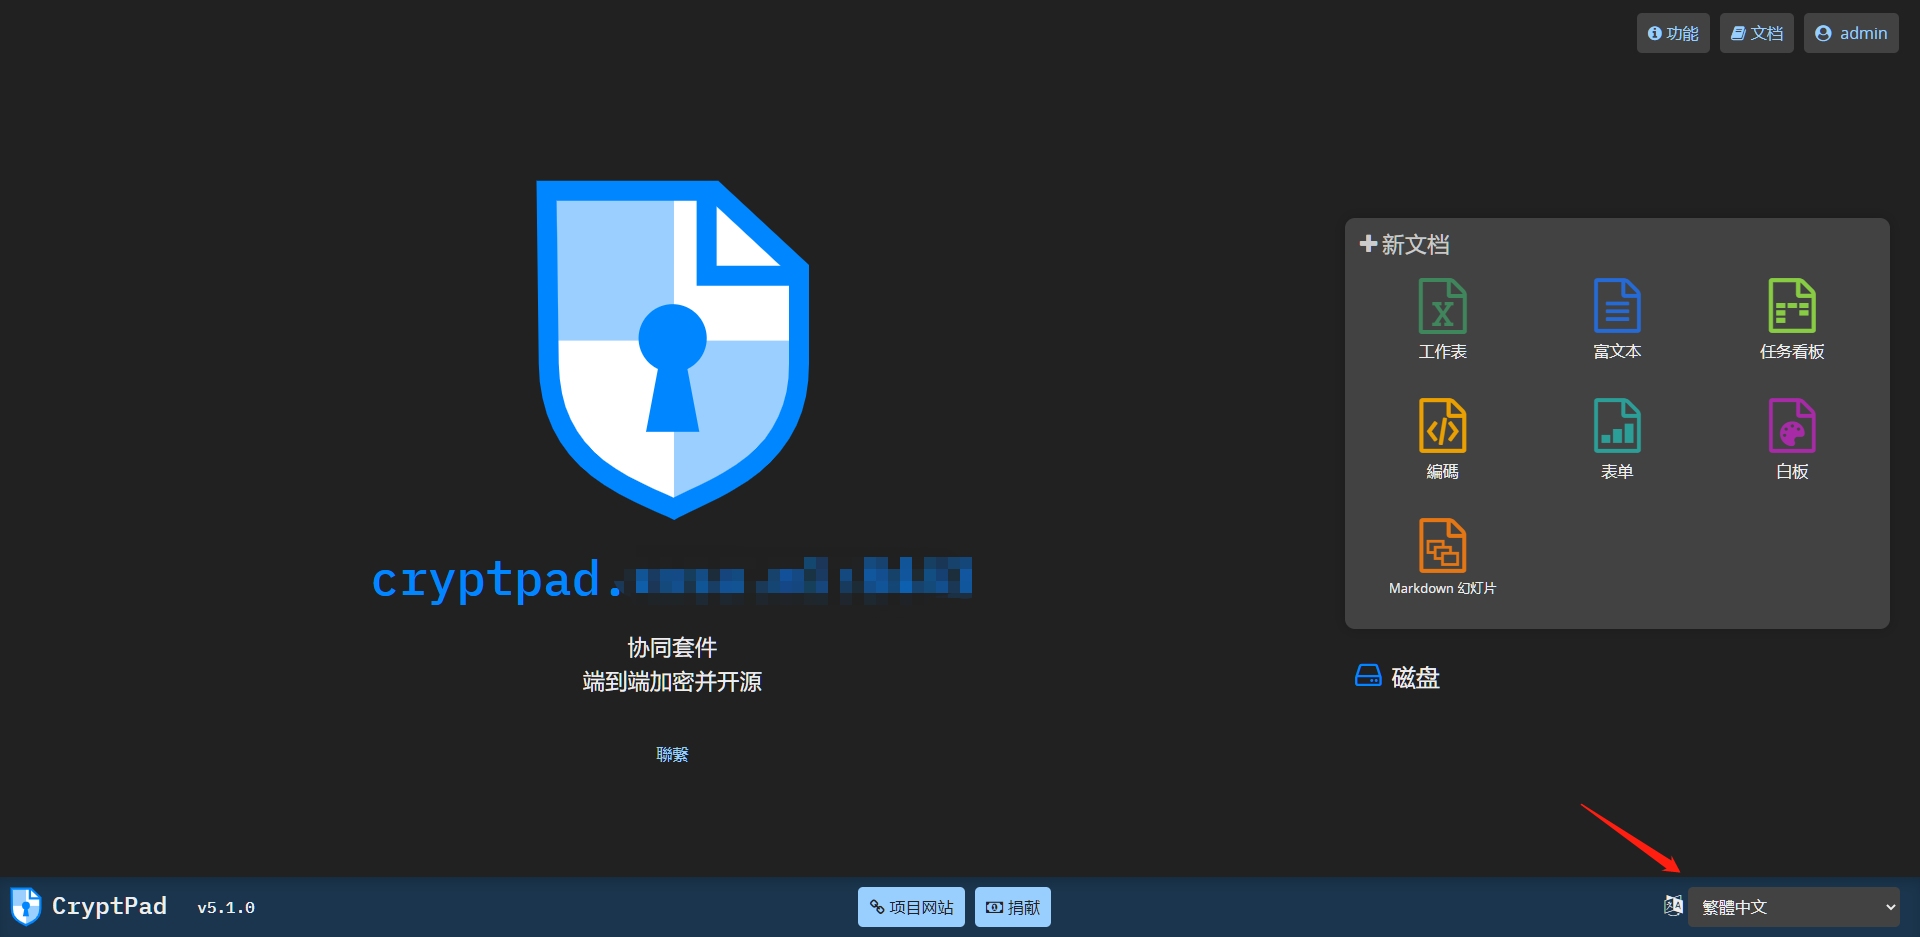 功能
文档
admin
cryptpad.
协同套件
端到端加密并开源
聯繫
新文档
工作表
富文本
任务看板
編碼
表单
白板
Markdown 幻灯片
磁盘
CryptPad
v5.1.0
项目网站
捐献
繁體中文